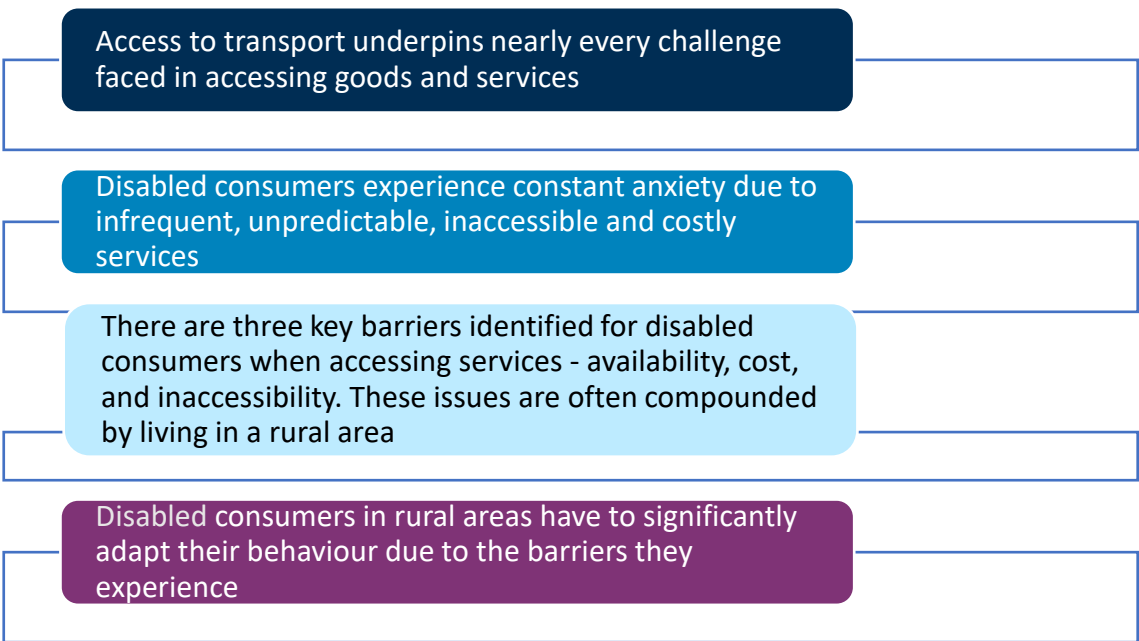 Access to transport underpins nearly every challenge
faced in accessing goods and services
Disabled consumers experience constant anxiety due to
infrequent, unpredictable, inaccessible and costly
services
There are three key barriers identified for disabled
consumers when accessing services - availability, cost,
and inaccessibility. These issues are often compounded
by living in a rural area
Disabled consumers in rural areas have to significantly
adapt their behaviour due to the barriers they
experience